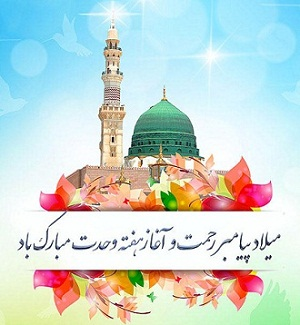 میلاد پیامبر رحمت و آغاز هفته وحدت مبارک باد